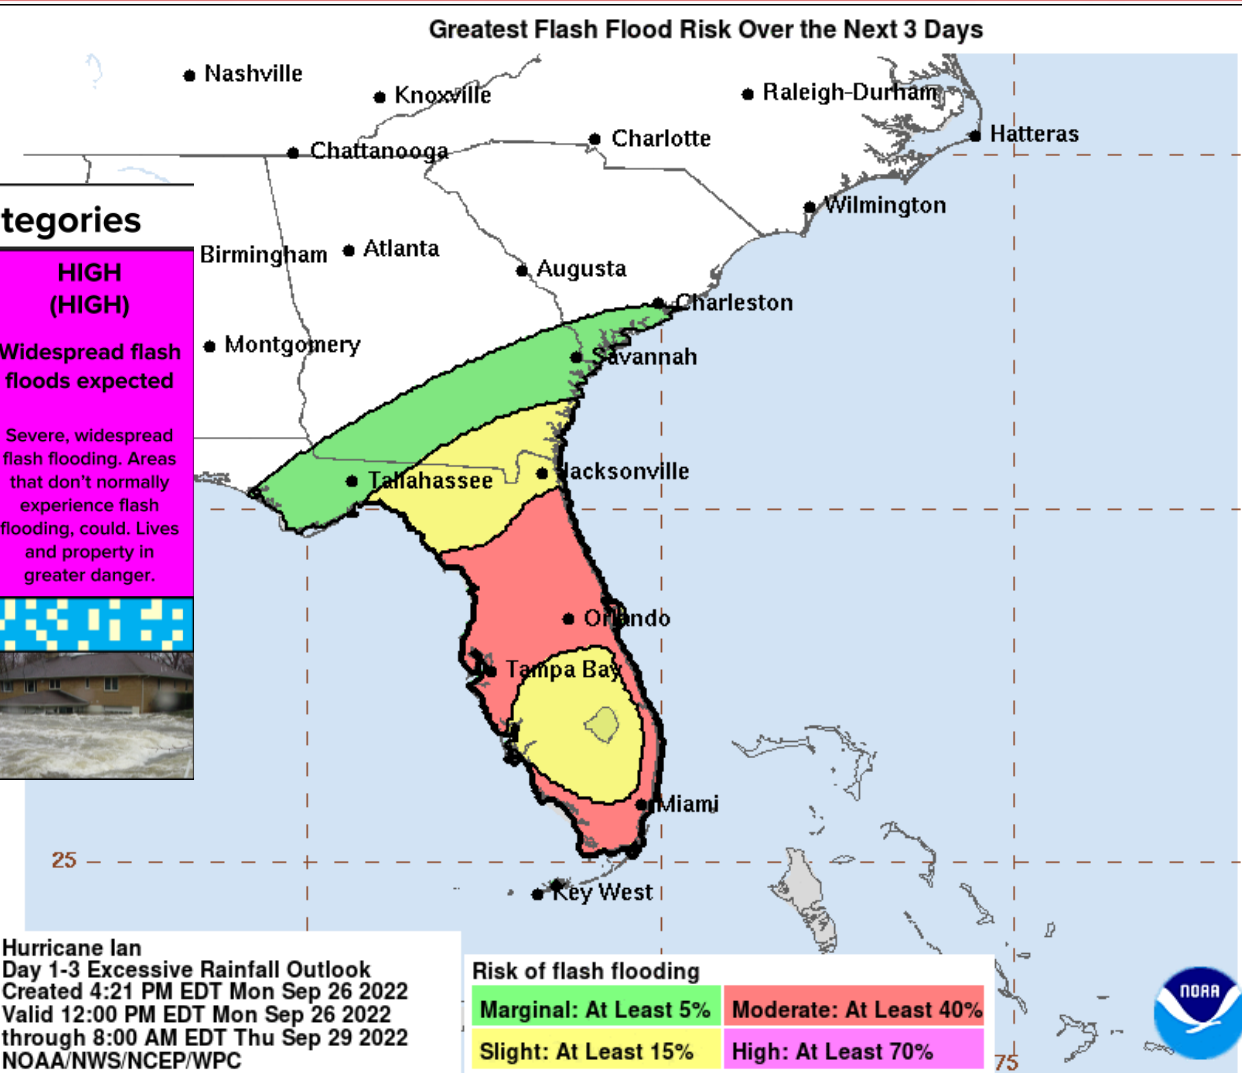 Greatest Flash Flood Risk Over the Next 3 Days
Nashville
Knoxville
Raleigh-Durham
Charlotte
Hatteras
Chattanooga
Wilmington
tegories
Birmingham
Atlanta
Augusta
HIGH
(HIGH)
Charleston
Widespread flash
floods expected
Montgomery
Savannah
Severe, widespread
flash flooding. Areas
that don't normally
experience flash
flooding, could. Lives
and property in
greater danger.
Tallahassee
Jacksonville
Orlando
Tampa Bay
Miami
25
Key West
Hurricane Ian
Day 1-3 Excessive Rainfall Outlook
Created 4:21 PM EDT Mon Sep 26 2022
Valid 12:00 PM EDT Mon Sep 26 2022
through 8:00 AM EDT Thu Sep 29 2022
NOAA/NWS/NCEP/WPC
Risk of flash flooding
Marginal: At Least 5%
Moderate: At Least 40%
Slight: At Least 15%
High: At Least 70%
75
NOAA